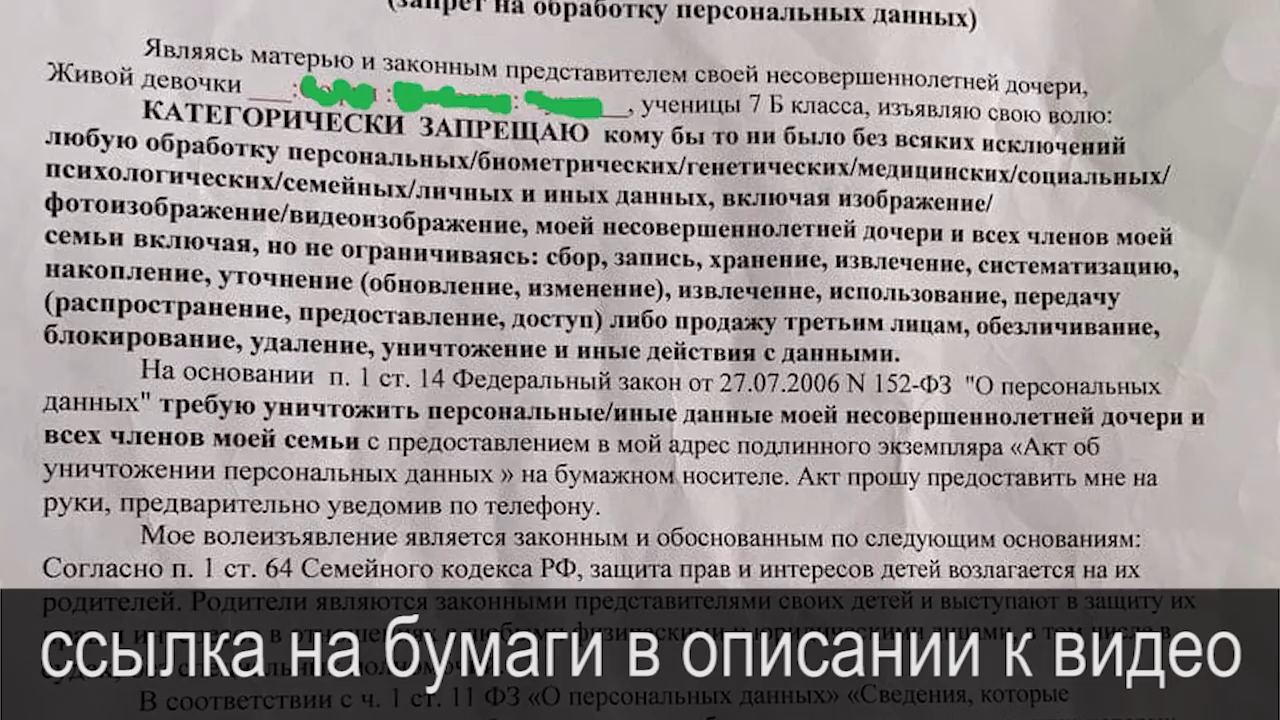 (запрет на обработку персональных данных)
Являясь матерью и законным представителем своей несовершеннолетней дочери,
Живой девочки , ученицы 7 Б класса, изъявляю свою волю:
КАТЕГОРИЧЕСКИ ЗАПРЕЩАЮ кому бы то ни было без всяких исключений
любую обработку персональных/биометрических/генетических/медицинских/социальных/
психологических/семейных/личных и иных данных, включая изображение/
фотоизображение/видеоизображение, моей несовершеннолетней дочери и всех членов моей
семьи включая, но не ограничиваясь: сбор, запись, хранение, извлечение, систематизацию,
накопление, уточнение (обновление, изменение), извлечение, использование, передачу
(распространение, предоставление, доступ) либо продажу третьим лицам, обезличивание,
блокирование, удаление, уничтожение и иные действия с данными.
На основании п. 1 ст. 14 Федеральный закон от 27.07.2006 N 152-ФЗ "О персональных
данных" требую уничтожить персональные/иные данные моей несовершеннолетней дочери и
всех членов моей семьи с предоставлением в мой адрес подлинного экземпляра «Акт об
уничтожении персональных данных » на бумажном носителе. Акт прошу предоставить мне на
руки, предварительно уведомив по телефону.
Мое волеизъявление является законным и обоснованным по следующим основаниям:
Согласно п. 1 ст. 64 Семейного кодекса РФ, защита прав и интересов детей возлагается на их
родителей. Родители являются законными представителями своих детей и выступают в защиту их
ссылка на бумаги в описании к видео
В соответствии с ч. 1 ст. 11 ФЗ «О персональных данных» «Сведения, которые